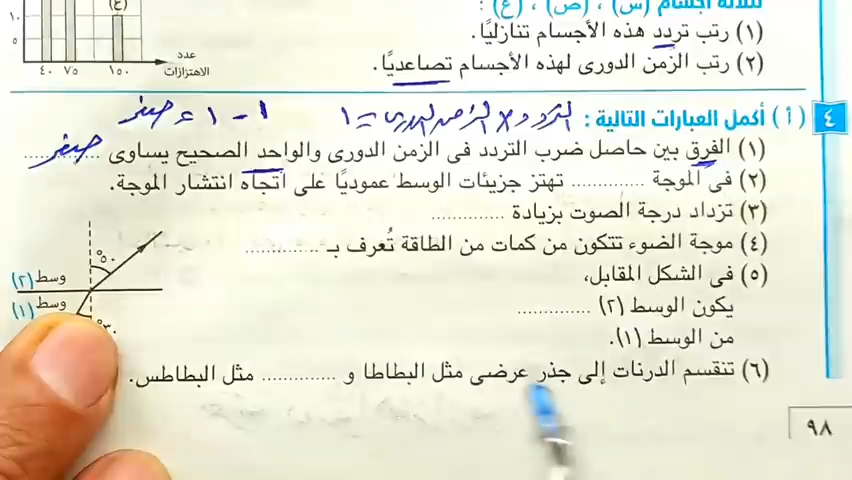 ثلاثة أجسام (س) ، (ص) ، (ع) :
(١) رتب تردد هذه الأجسام تنازليًا.
(٢) رتب الزمن الدورى لهذه الأجسام تصاعديًا.
(ع)
١٠
٥
٤٠ ٧٥ ١٥٠
عدد
الاهتزازات
٤ (أ) أكمل العبارات التالية : التردد × الزمن الدورى = ١
١ - ١ = صفر
(١) الفرق بين حاصل ضرب التردد فى الزمن الدورى والواحد الصحيح يساوى صفر
(٢) فى الموجة ............ تهتز جزيئات الوسط عموديًا على اتجاه انتشار الموجة.
(٣) تزداد درجة الصوت بزيادة ............
(٤) موجة الضوء تتكون من كمات من الطاقة تُعرف بـ ............
(٥) فى الشكل المقابل،
يكون الوسط (٢) ............
من الوسط (١).
٥٠°
وسط (٢)
وسط (١)
٣٠°
(٦) تنقسم الدرنات إلى جذر عرضى مثل البطاطا و ............ مثل البطاطس.
٩٨